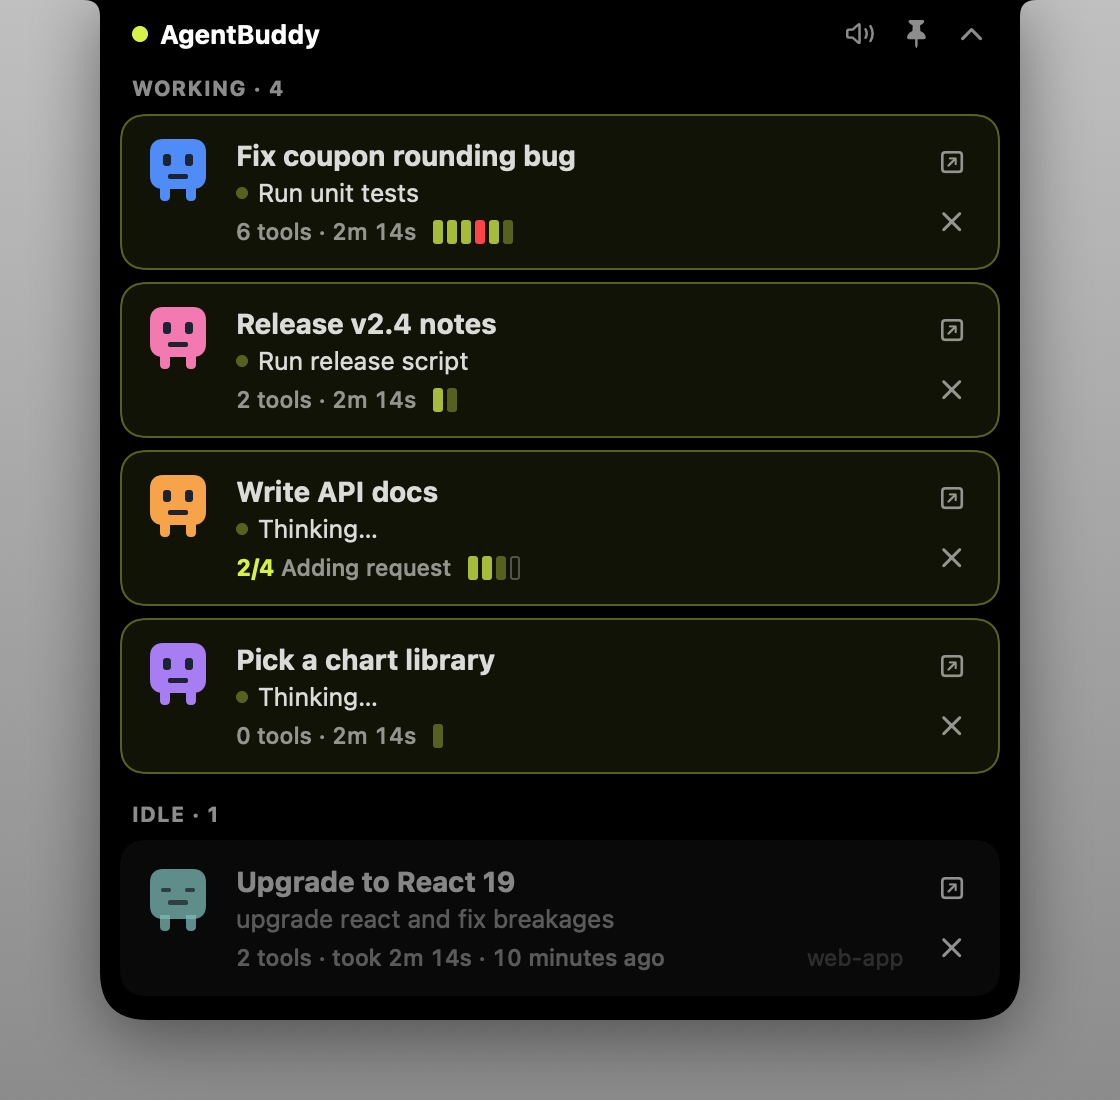 AgentBuddy
WORKING · 4
Fix coupon rounding bug
Run unit tests
6 tools · 2m 14s
Release v2.4 notes
Run release script
2 tools · 2m 14s
Write API docs
Thinking...
2/4 Adding request
Pick a chart library
Thinking...
0 tools · 2m 14s
IDLE · 1
Upgrade to React 19
upgrade react and fix breakages
2 tools · took 2m 14s · 10 minutes ago web-app